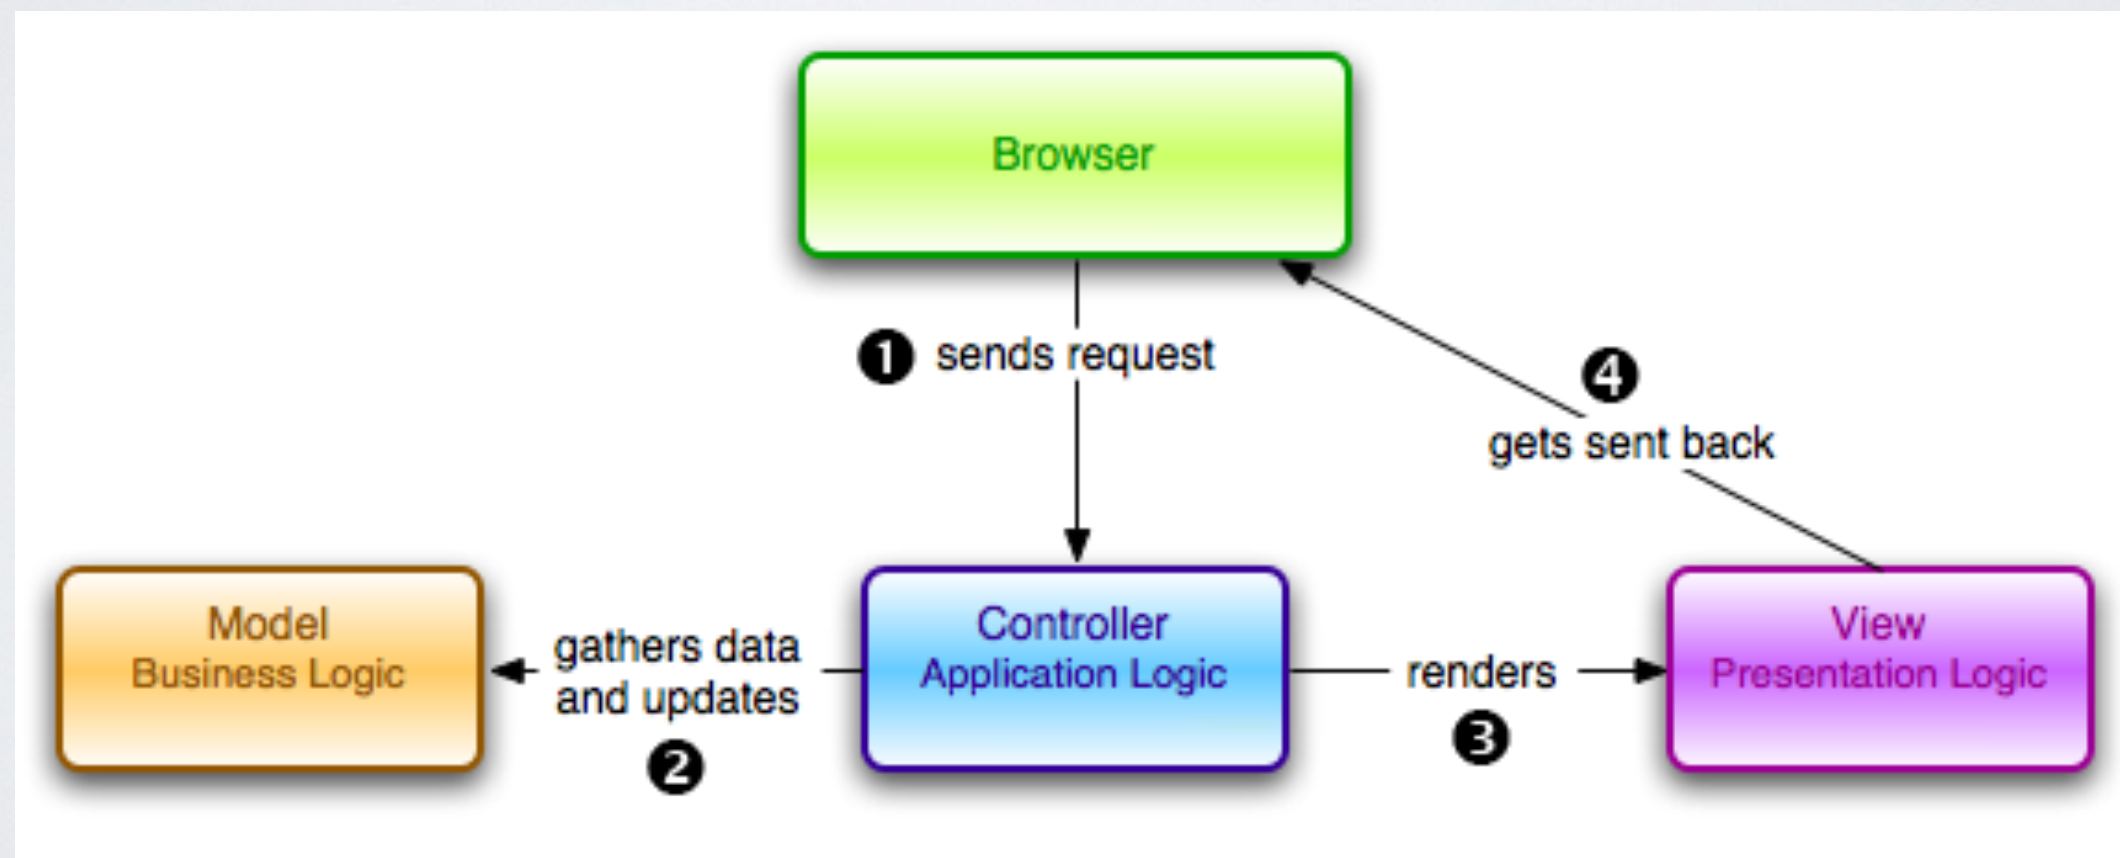 Browser
❶ sends request
❹
gets sent back
Model
Business Logic
gathers data
and updates
❷
Controller
Application Logic
renders
❸
View
Presentation Logic